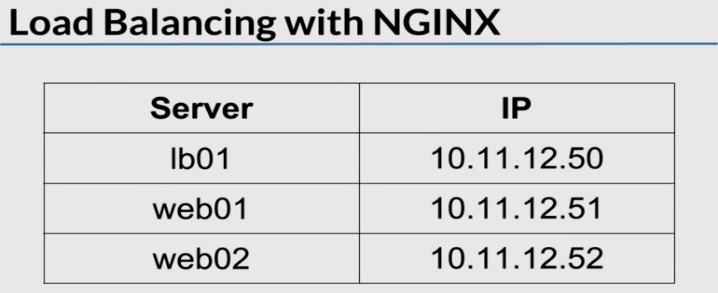 Load Balancing with NGINX
Server IP
lb01 10.11.12.50
web01 10.11.12.51
web02 10.11.12.52